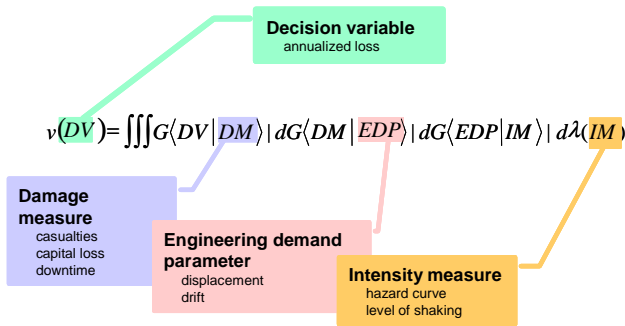 Decision variable
annualized loss
v(DV)=∭G⟨DV|DM⟩|dG⟨DM|EDP⟩|dG⟨EDP|IM⟩|dλ(IM)
Damage
measure
casualties
capital loss
downtime
Engineering demand
parameter
displacement
drift
Intensity measure
hazard curve
level of shaking